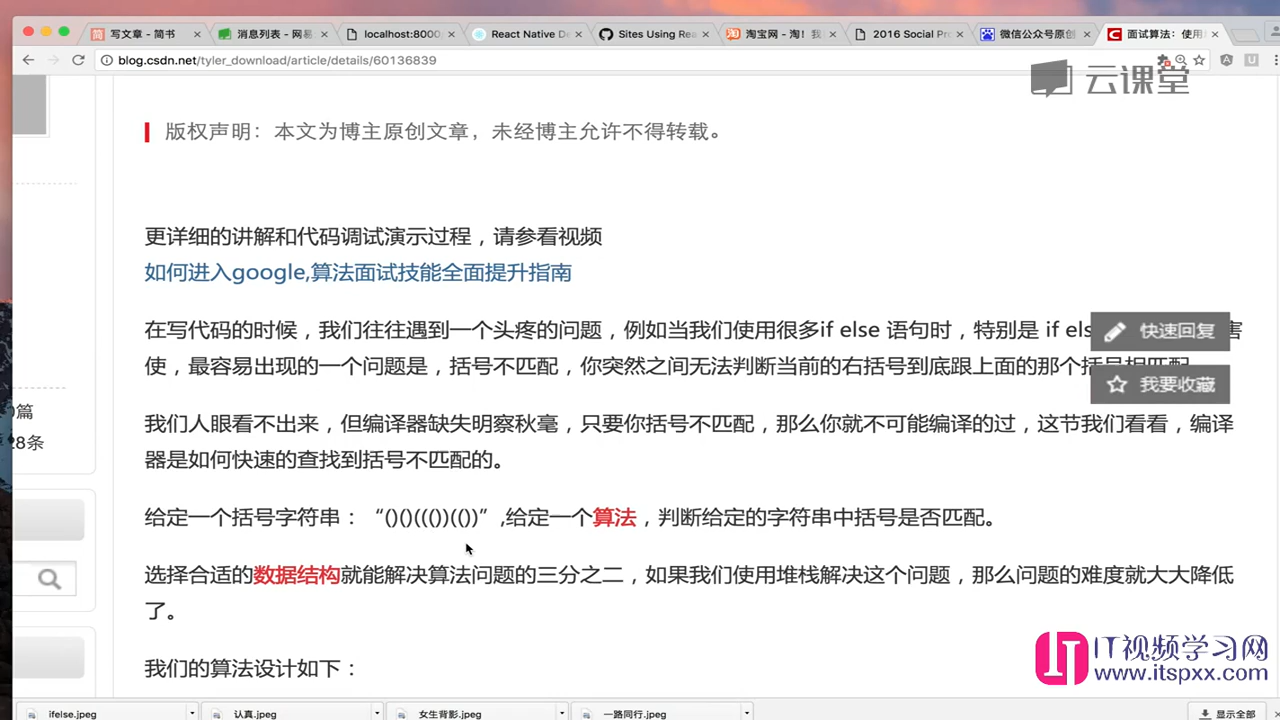 写文章 - 简书
消息列表 - 网易
localhost:8000
React Native De
Sites Using Rea
淘宝网 - 淘！我
2016 Social Pro
微信公众号原创
面试算法：使用
blog.csdn.net/tyler_download/article/details/60136839
云课堂
版权声明：本文为博主原创文章，未经博主允许不得转载。
更详细的讲解和代码调试演示过程，请参看视频
如何进入google,算法面试技能全面提升指南
在写代码的时候，我们往往遇到一个头疼的问题，例如当我们使用很多if else 语句时，特别是 if els
害
快速回复
使，最容易出现的一个问题是，括号不匹配，你突然之间无法判断当前的右括号到底跟上面的那个括号相匹配
我要收藏
篇
28条
我们人眼看不出来，但编译器缺失明察秋毫，只要你括号不匹配，那么你就不可能编译的过，这节我们看看，编译
器是如何快速的查找到括号不匹配的。
给定一个括号字符串：“()()((())(())”,给定一个算法，判断给定的字符串中括号是否匹配。
选择合适的数据结构就能解决算法问题的三分之二，如果我们使用堆栈解决这个问题，那么问题的难度就大大降低
了。
我们的算法设计如下：
IT视频学习网
www.itspxx.com
ifelse.jpeg
认真.jpeg
女生背影.jpeg
一路同行.jpeg
显示全部